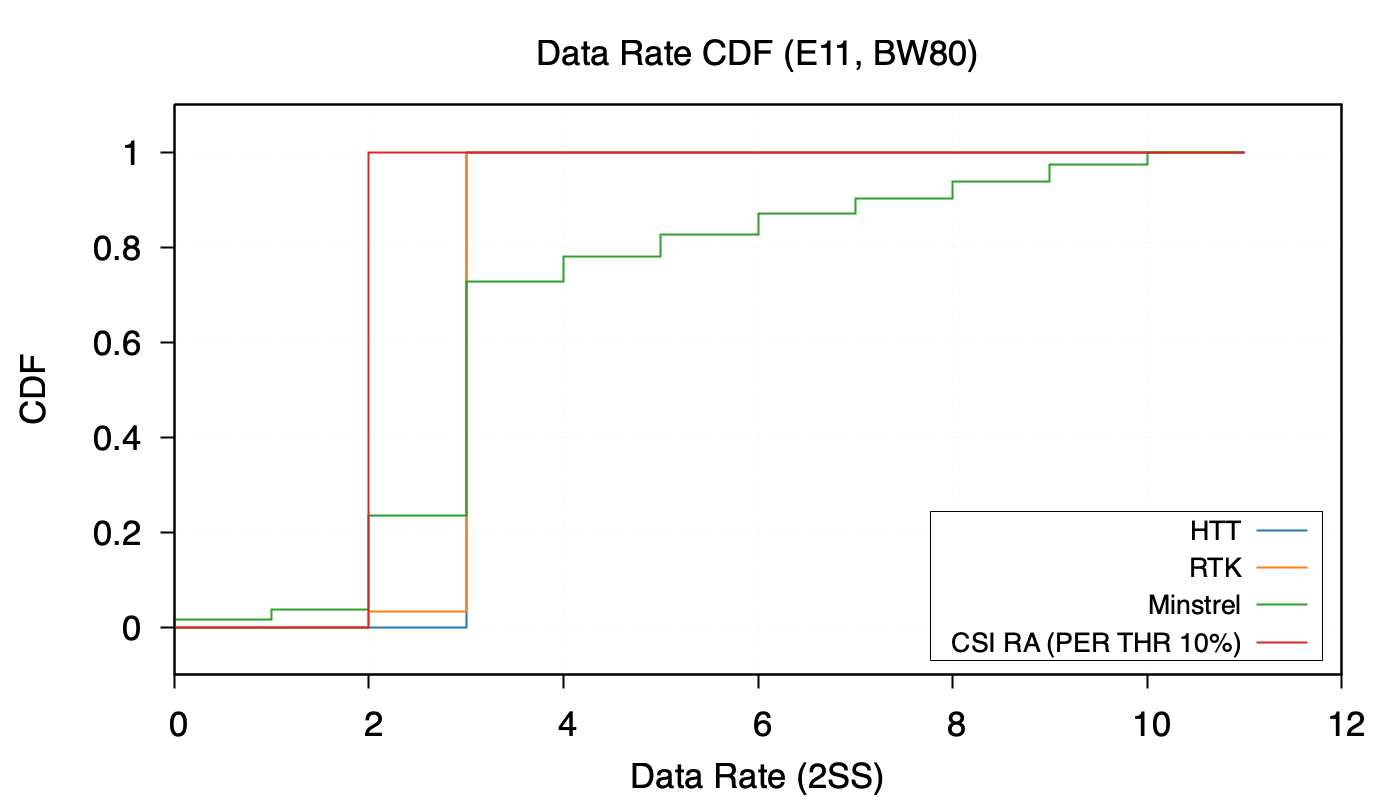 Data Rate CDF (E11, BW80)
1
0.8
0.6
0.4
0.2
0
CDF
HTT
RTK
Minstrel
CSI RA (PER THR 10%)
0 2 4 6 8 10 12
Data Rate (2SS)